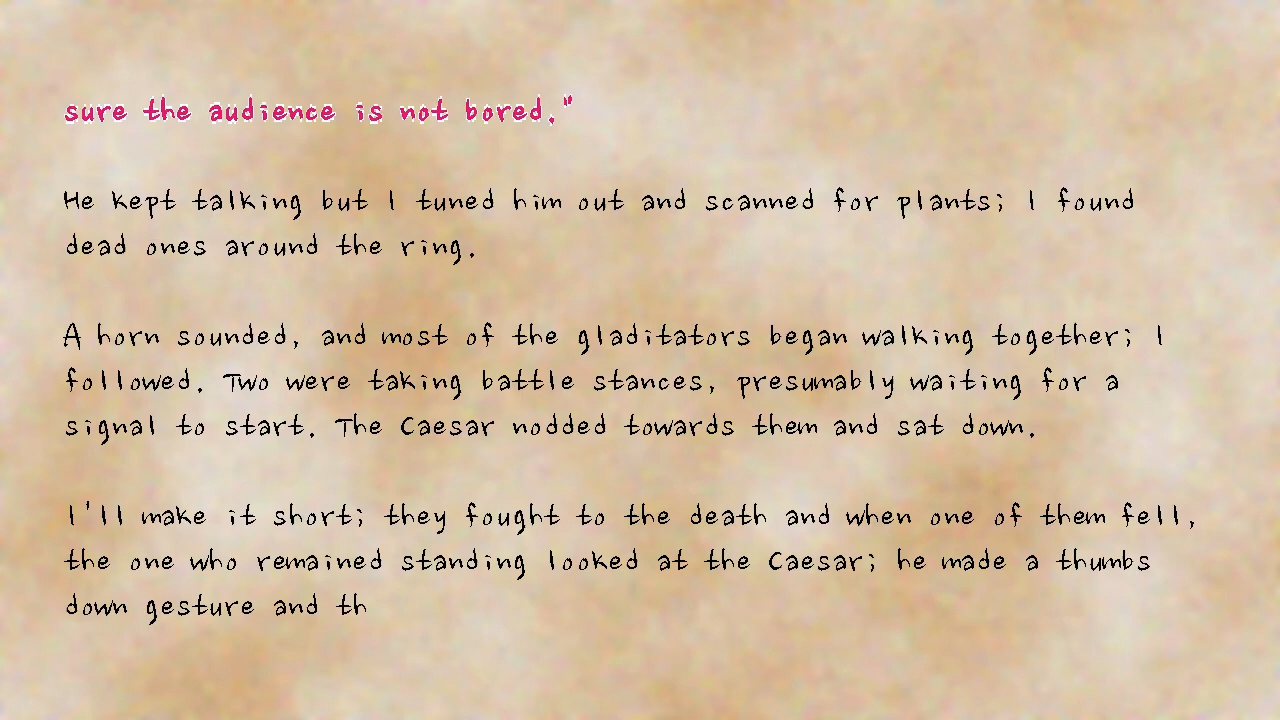 sure the audience is not bored."
He kept talking but I tuned him out and scanned for plants; I found
dead ones around the ring.
A horn sounded, and most of the gladitators began walking together; I
followed. Two were taking battle stances, presumably waiting for a
signal to start. The Caesar nodded towards them and sat down.
I'll make it short; they fought to the death and when one of them fell,
the one who remained standing looked at the Caesar; he made a thumbs
down gesture and th